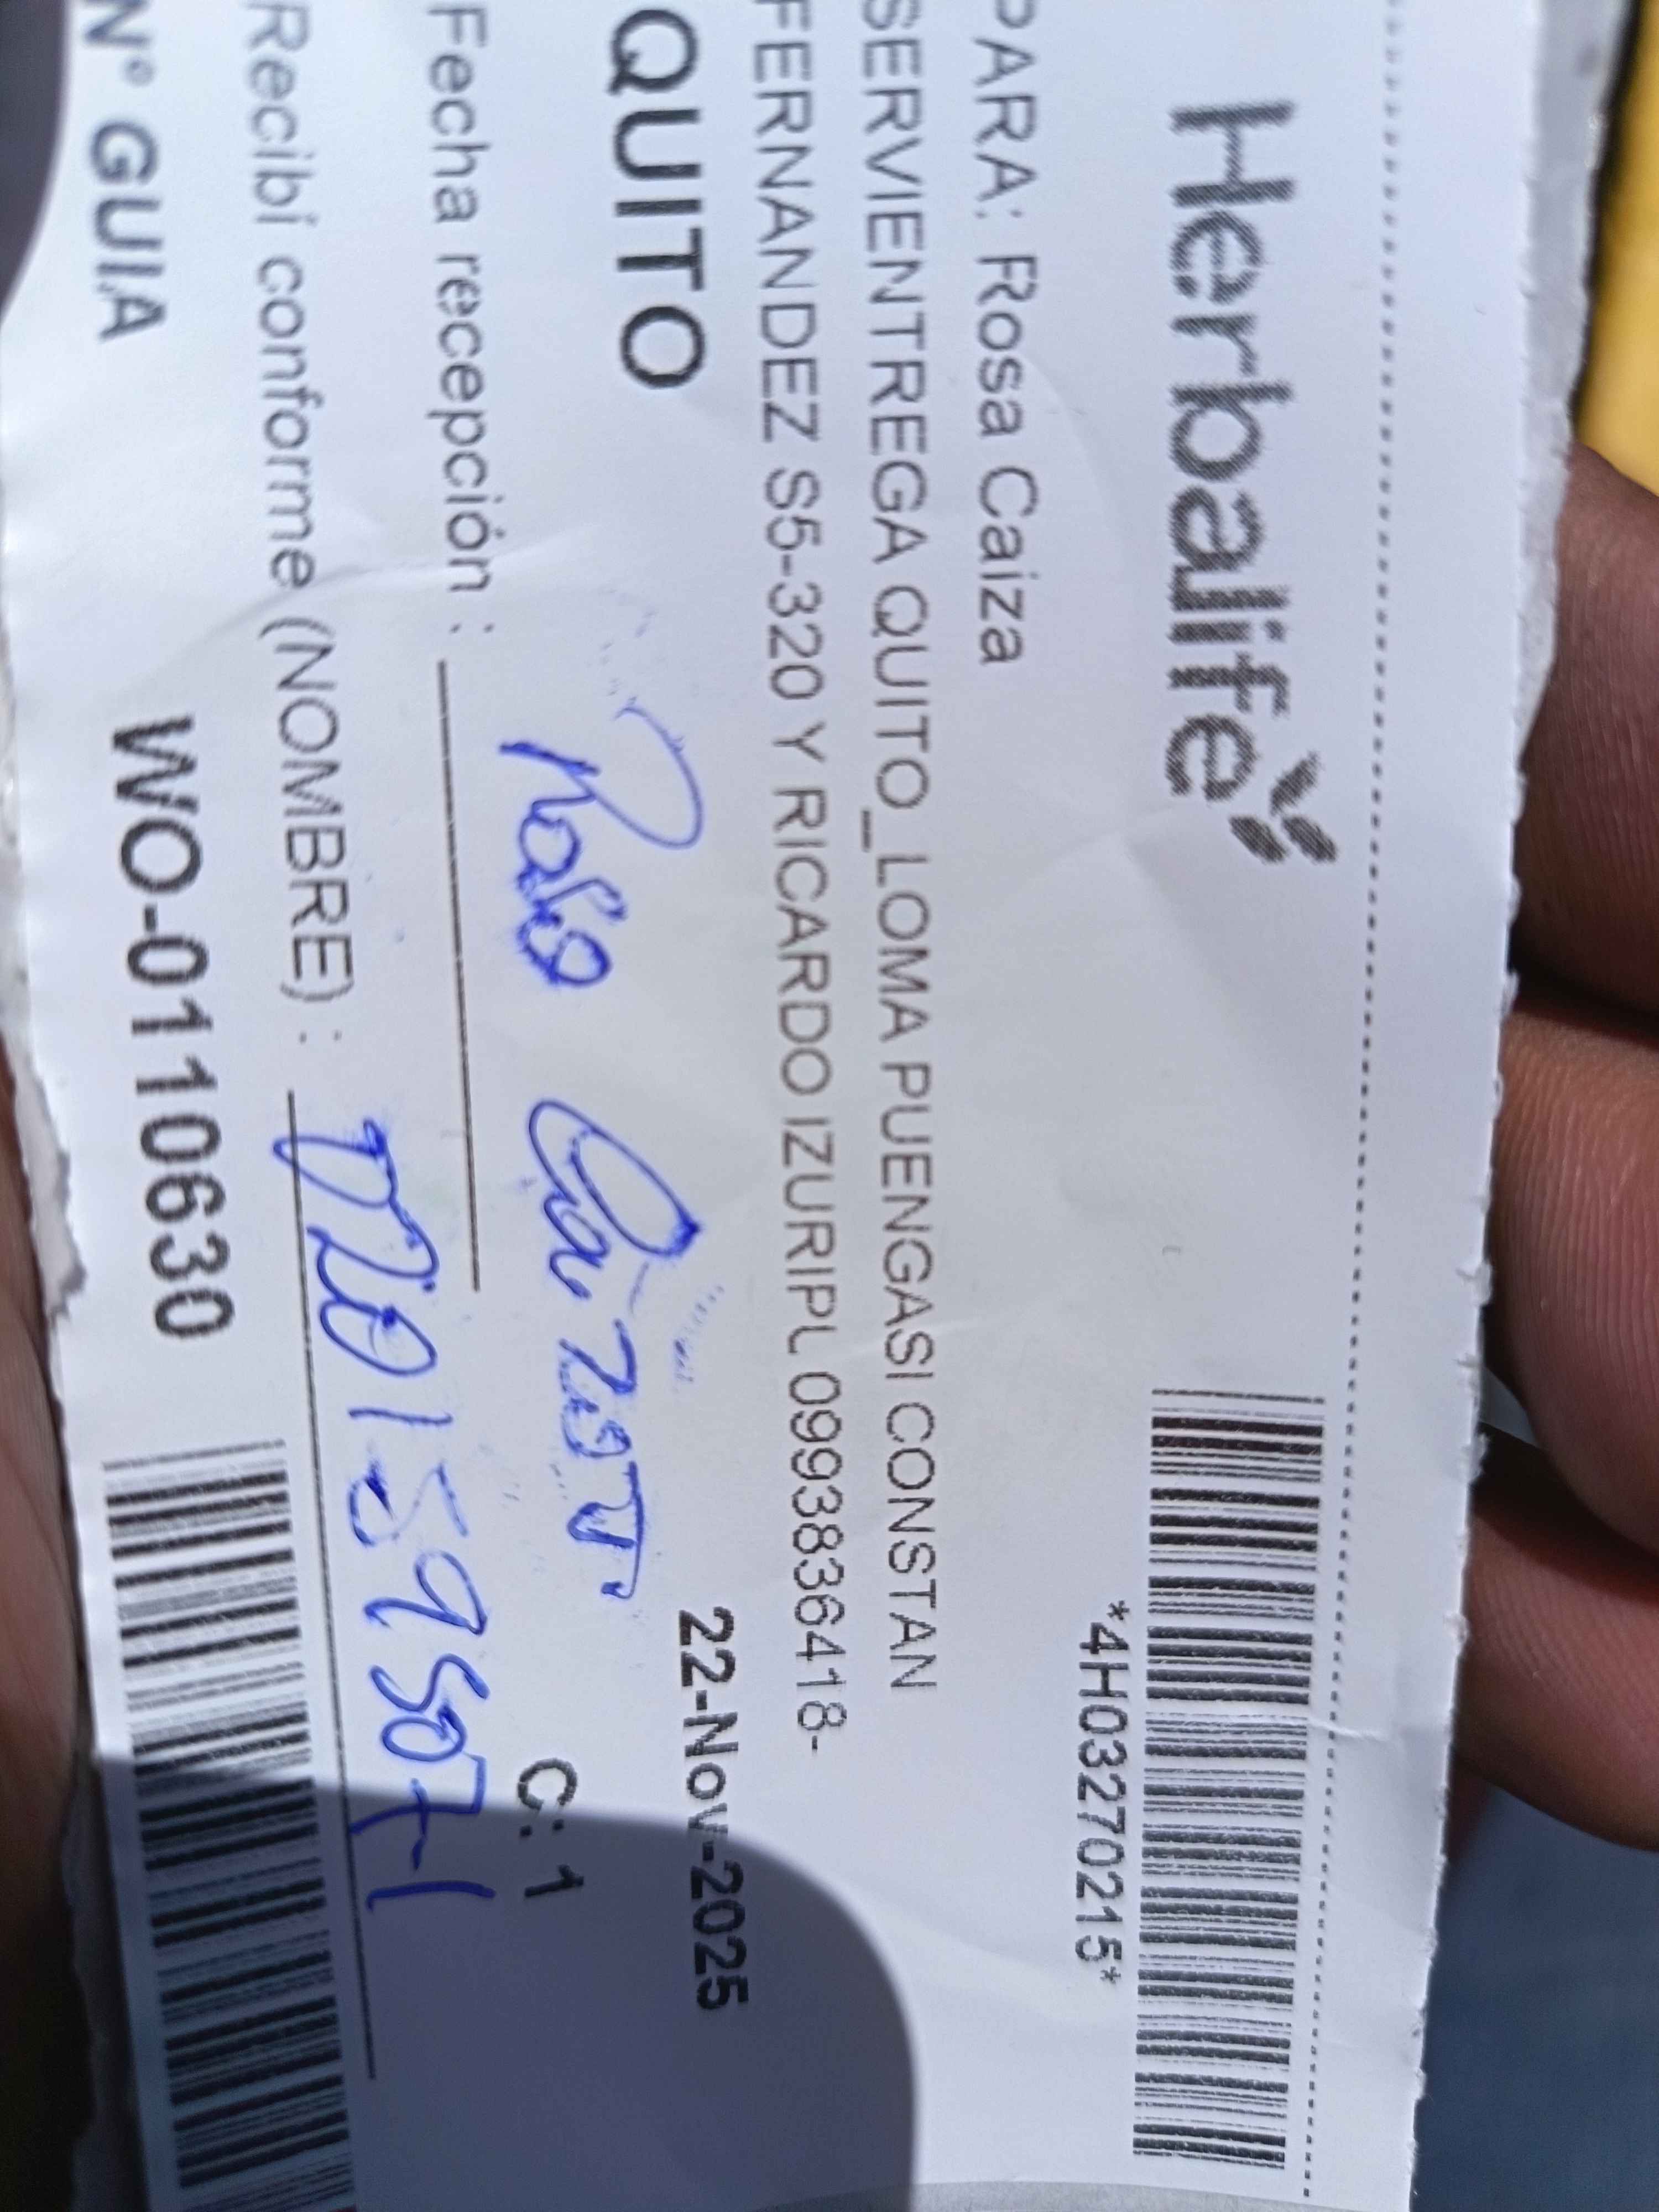 Herbalife
*4H03270215*
PARA: Rosa Caiza
SERVIENTREGA QUITO_LOMA PUENGASI CONSTAN
FERNANDEZ S5-320 Y RICARDO IZURIPL 0993836418-
QUITO
22-Nov-2025
Rosa Caiza T.
C: 1
Fecha recepción :
Recibí conforme (NOMBRE) :
N° GUIA
WO-0110630